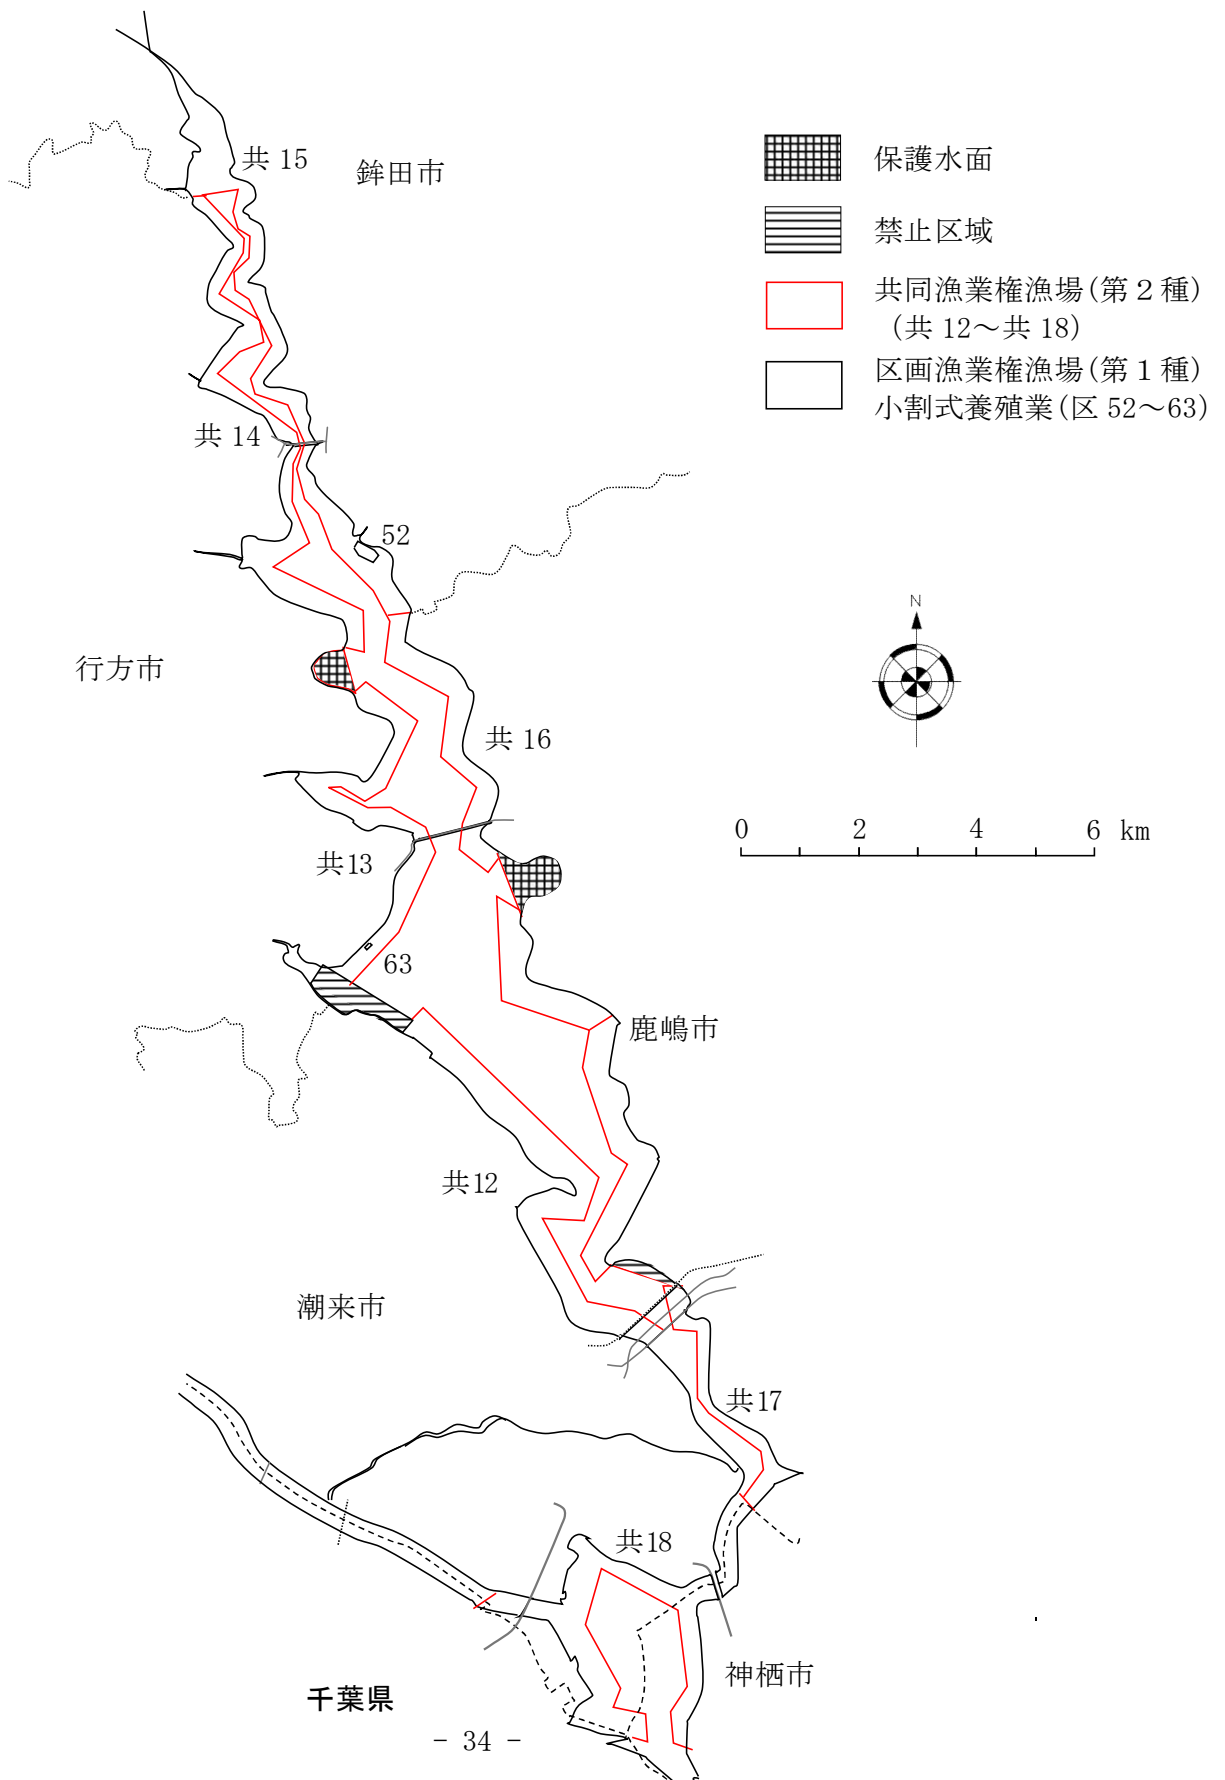 共 15
鉾田市
保護水面
禁止区域
共同漁業権漁場(第２種)
(共 12～共 18)
区画漁業権漁場(第１種)
小割式養殖業(区 52～63)
共 14
52
N
行方市
共 16
0 2 4 6 km
共13
63
鹿嶋市
共12
潮来市
共17
共18
神栖市
千葉県
- 34 -